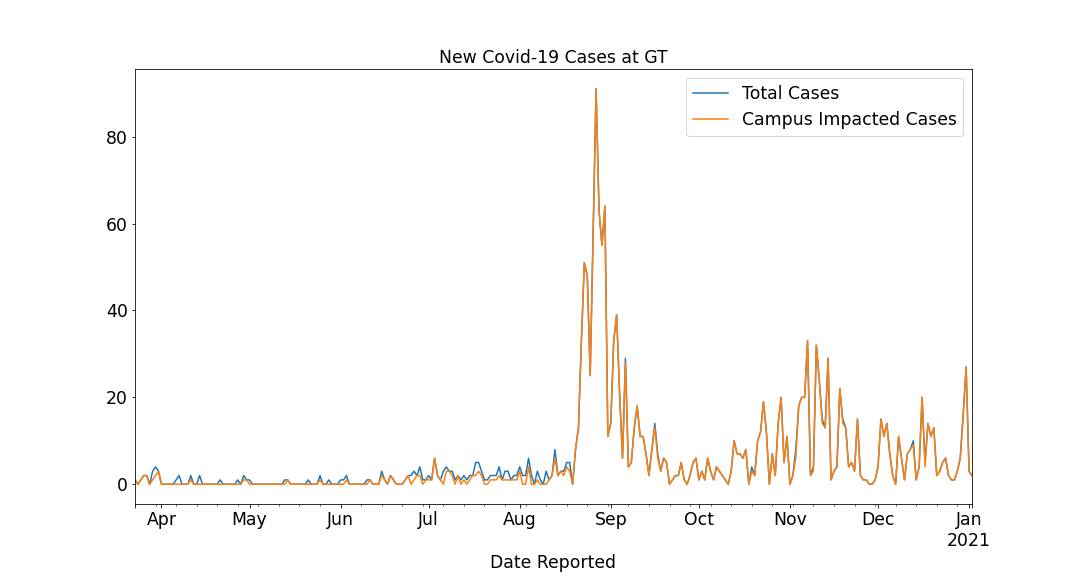 New Covid-19 Cases at GT
Total Cases
Campus Impacted Cases
80
60
40
20
0
Apr May Jun Jul Aug Sep Oct Nov Dec Jan
2021
Date Reported